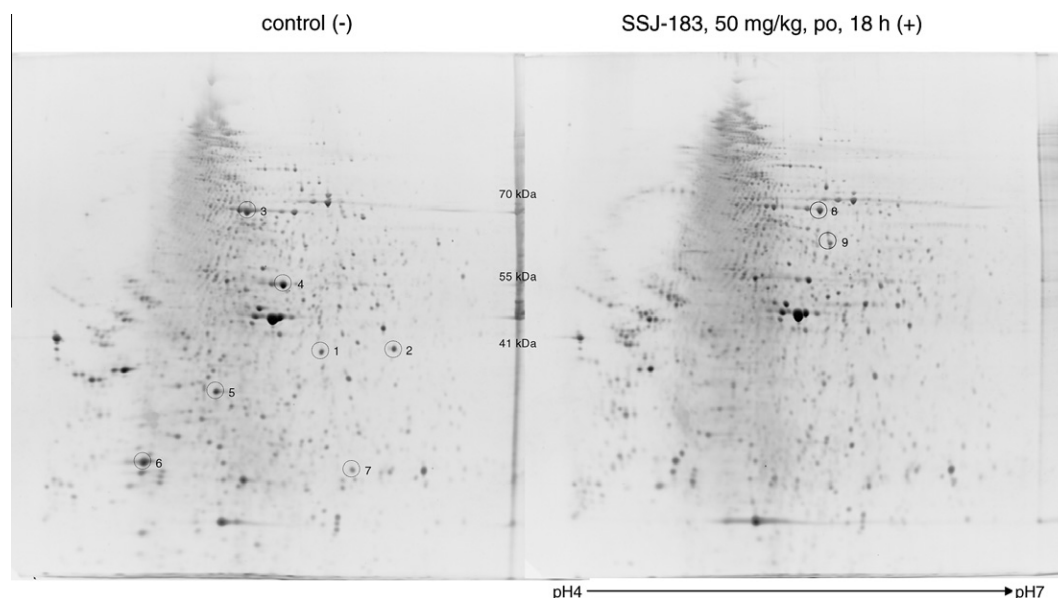 control (-)
SSJ-183, 50 mg/kg, po, 18 h (+)
70 kDa
3
8
9
55 kDa
4
41 kDa
1
2
5
6
7
pH4
pH7